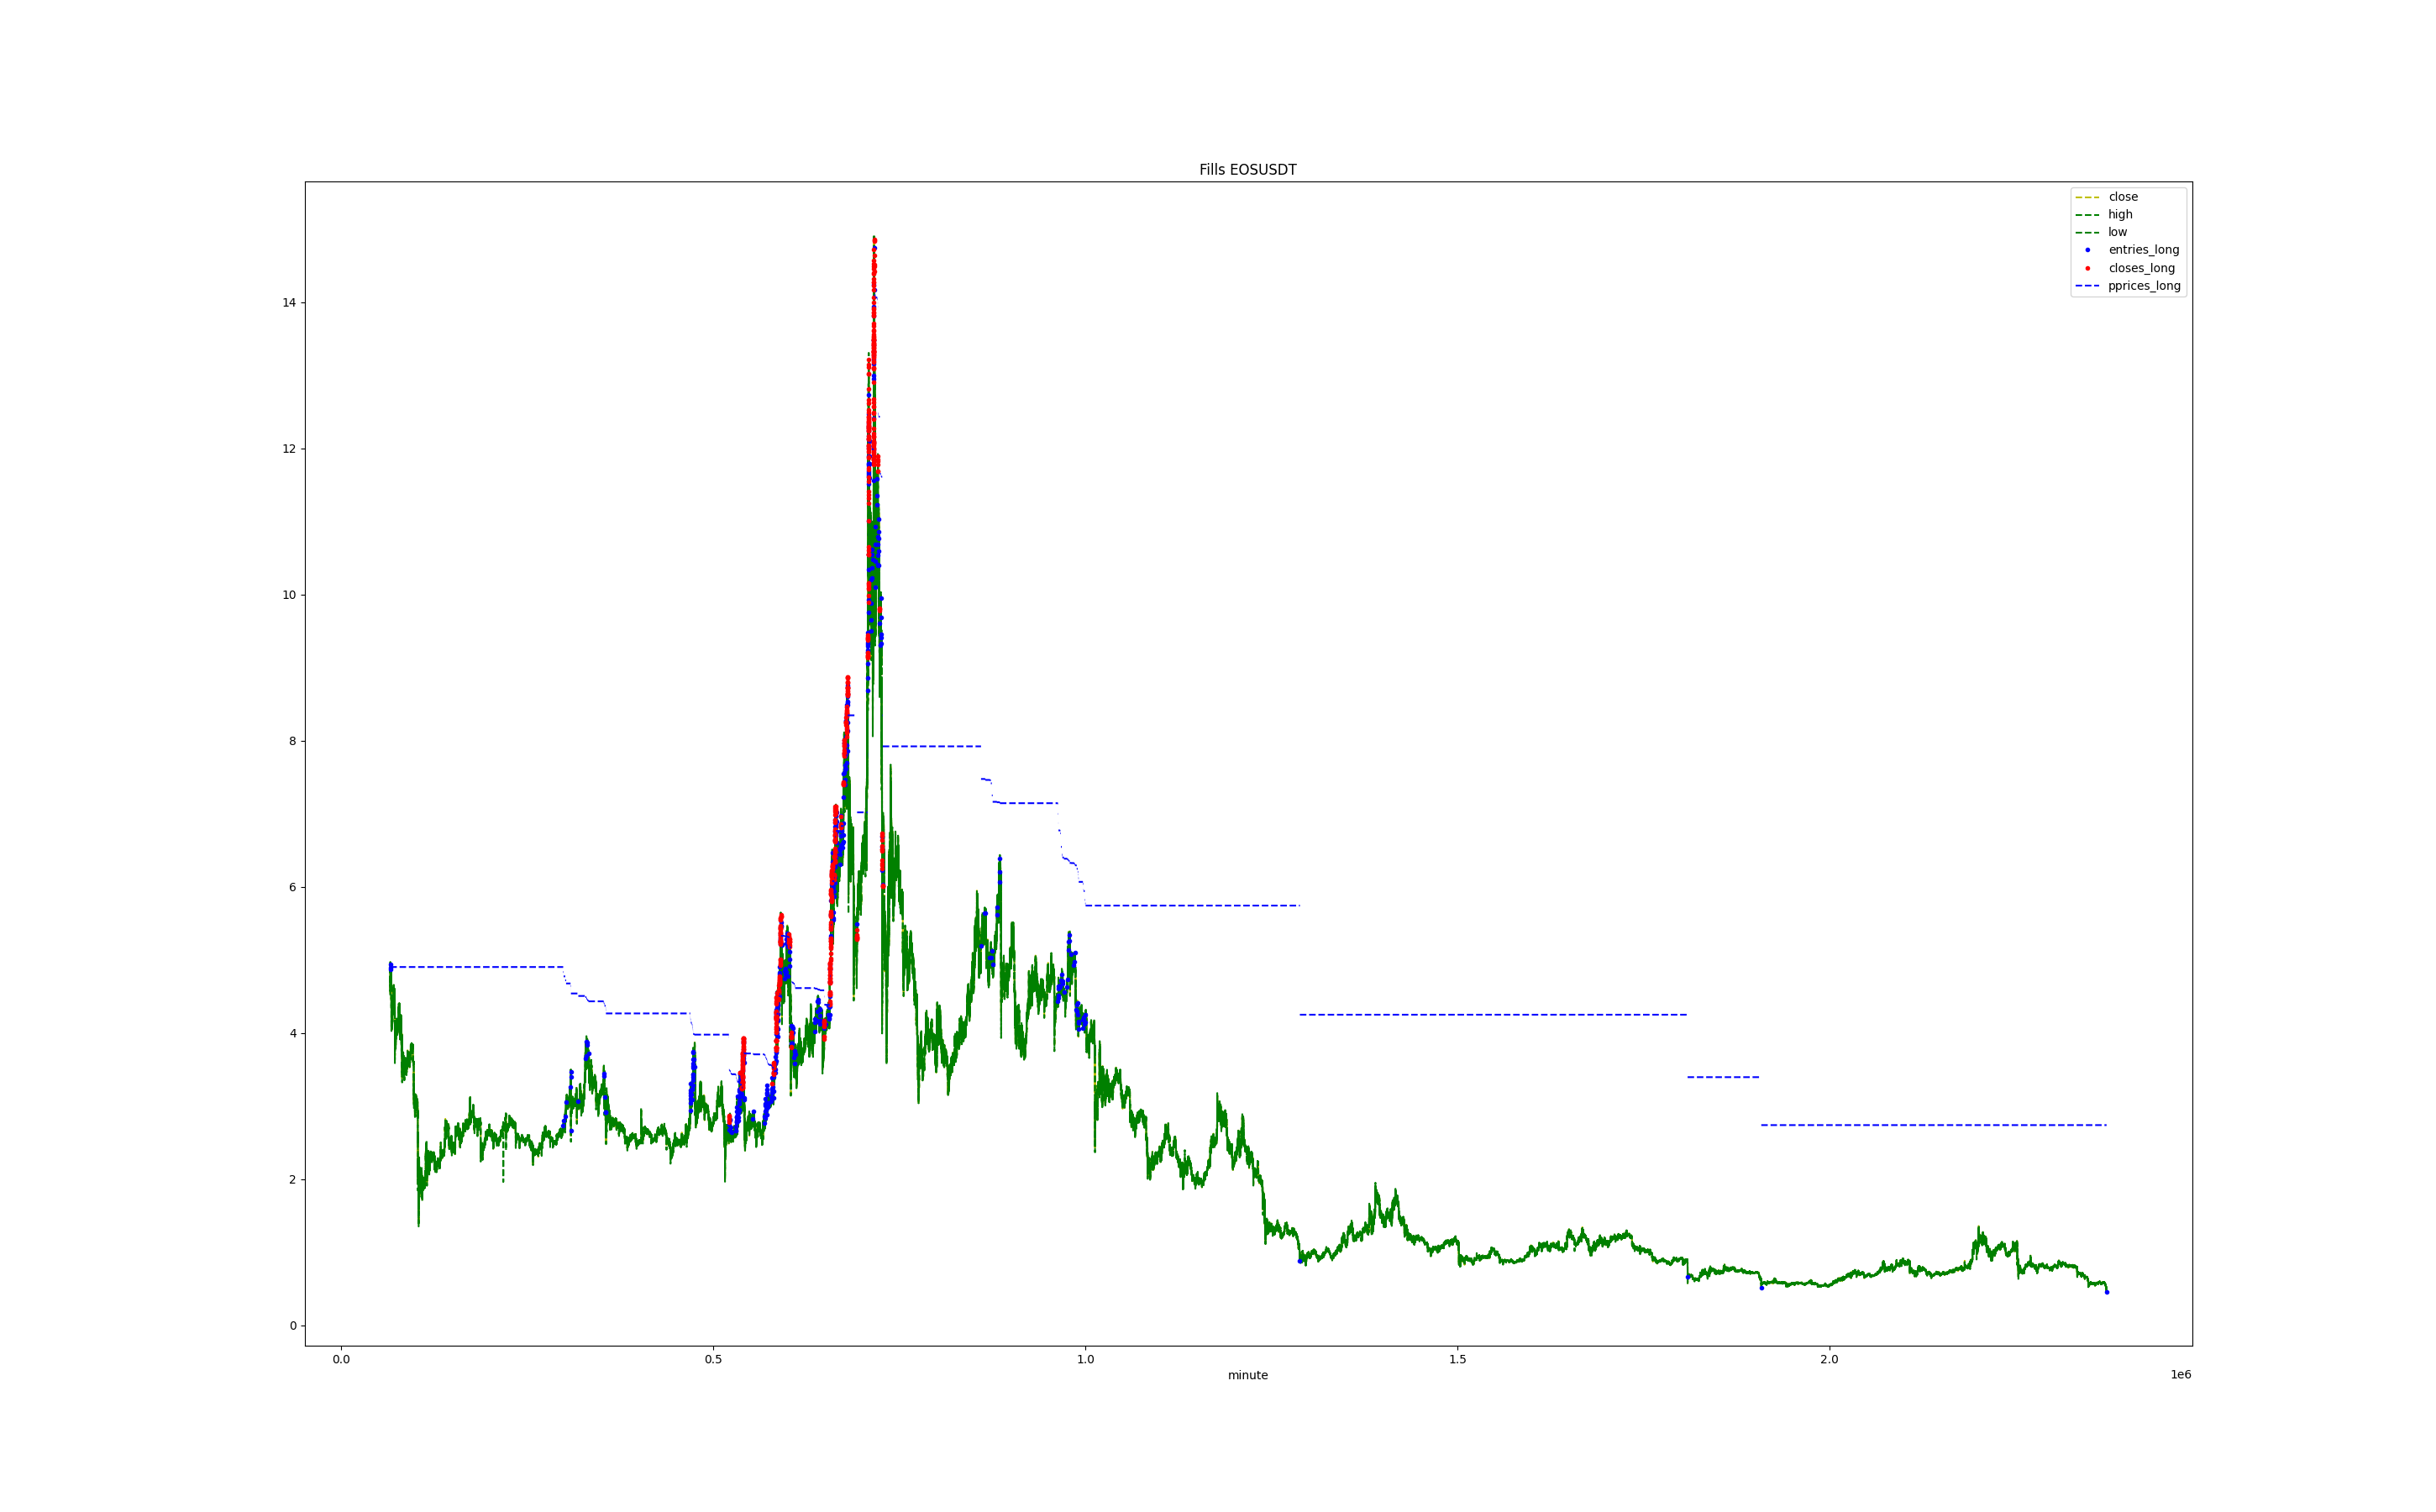 Fills EOSUSDT
close
high
low
entries_long
closes_long
pprices_long
14
12
10
8
6
4
2
0
0.0 0.5 1.0 1.5 2.0
minute
1e6